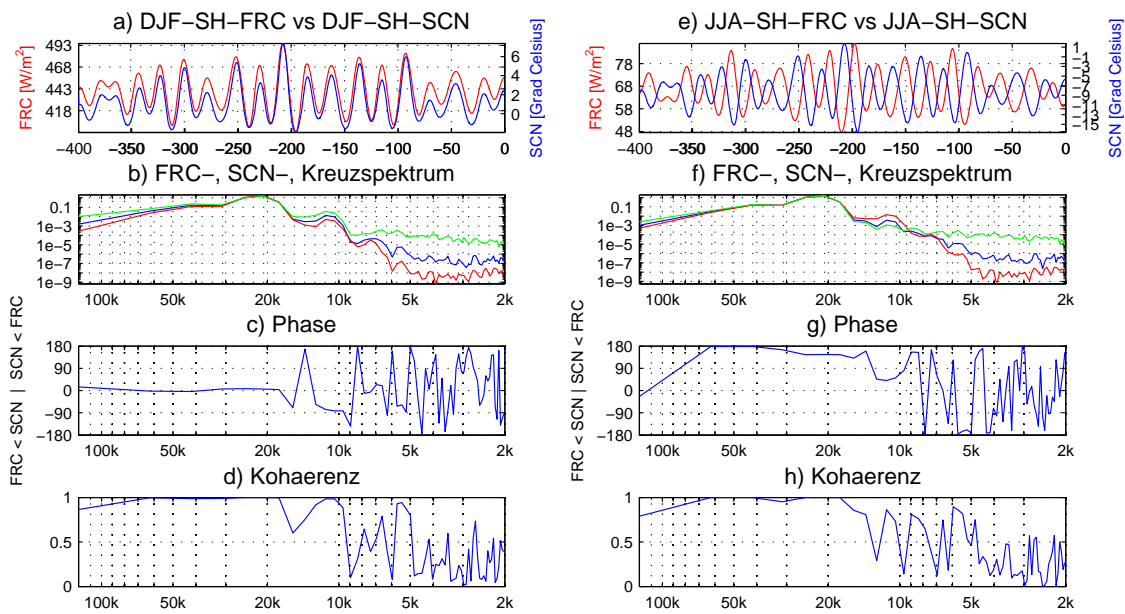 a) DJF−SH−FRC vs DJF−SH−SCN
FRC [W/m²]
493
468
443
418
6
4
2
0
SCN [Grad Celsius]
−400 −350 −300 −250 −200 −150 −100 −50 0
b) FRC−, SCN−, Kreuzspektrum
0.1
1e−3
1e−5
1e−7
1e−9
100k 50k 20k 10k 5k 2k
c) Phase
FRC < SCN | SCN < FRC
180
90
0
−90
−180
100k 50k 20k 10k 5k 2k
d) Kohaerenz
1
0.5
0
100k 50k 20k 10k 5k 2k
e) JJA−SH−FRC vs JJA−SH−SCN
FRC [W/m²]
78
68
58
48
1
−1
−3
−5
−7
−9
−11
−13
−15
SCN [Grad Celsius]
−400 −350 −300 −250 −200 −150 −100 −50 0
f) FRC−, SCN−, Kreuzspektrum
0.1
1e−3
1e−5
1e−7
1e−9
100k 50k 20k 10k 5k 2k
g) Phase
FRC < SCN | SCN < FRC
180
90
0
−90
−180
100k 50k 20k 10k 5k 2k
h) Kohaerenz
1
0.5
0
100k 50k 20k 10k 5k 2k